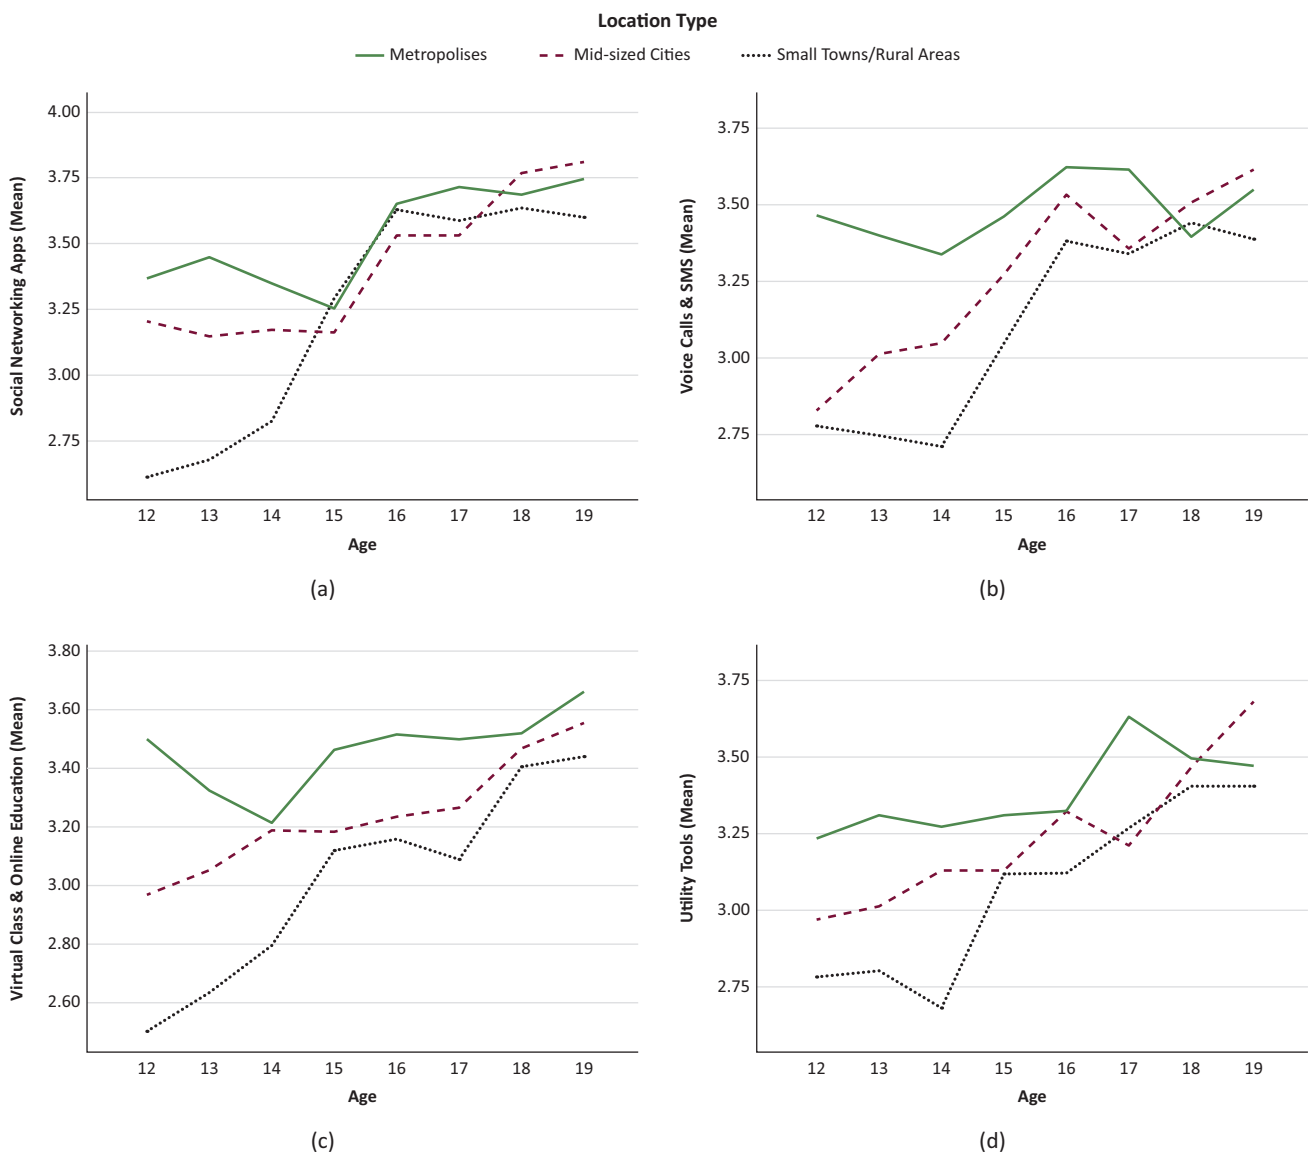 Location Type
Metropolises
Mid-sized Cities
Small Towns/Rural Areas
Social Networking Apps (Mean)
4.00
3.75
3.50
3.25
3.00
2.75
12 13 14 15 16 17 18 19
Age
(a)
Voice Calls & SMS (Mean)
3.75
3.50
3.25
3.00
2.75
12 13 14 15 16 17 18 19
Age
(b)
Virtual Class & Online Education (Mean)
3.80
3.60
3.40
3.20
3.00
2.80
2.60
12 13 14 15 16 17 18 19
Age
(c)
Utility Tools (Mean)
3.75
3.50
3.25
3.00
2.75
12 13 14 15 16 17 18 19
Age
(d)